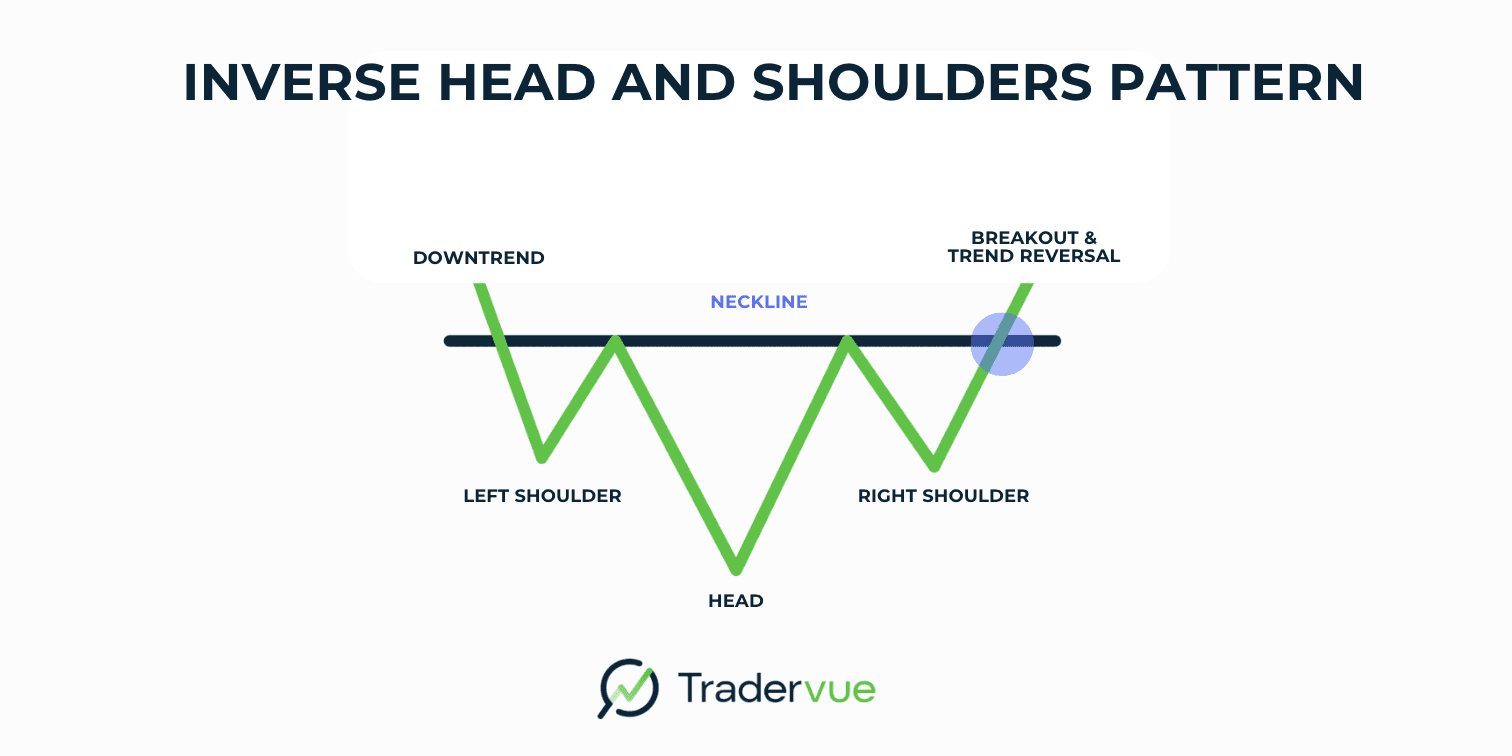 INVERSE HEAD AND SHOULDERS PATTERN
DOWNTREND
BREAKOUT &
TREND REVERSAL
NECKLINE
LEFT SHOULDER
RIGHT SHOULDER
HEAD
Tradervue